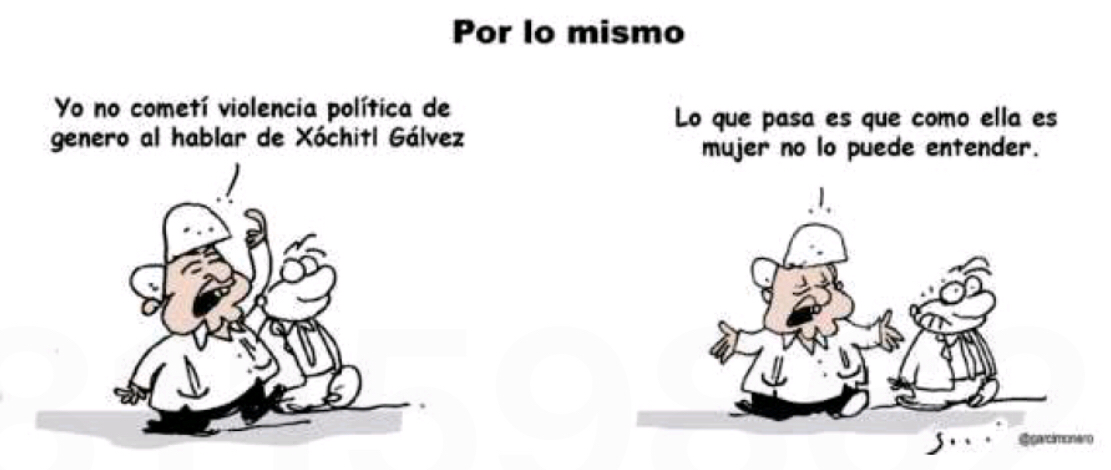 Por lo mismo
Yo no cometí violencia política de
genero al hablar de Xóchitl Gálvez
Lo que pasa es que como ella es
mujer no lo puede entender.
@garcimonero